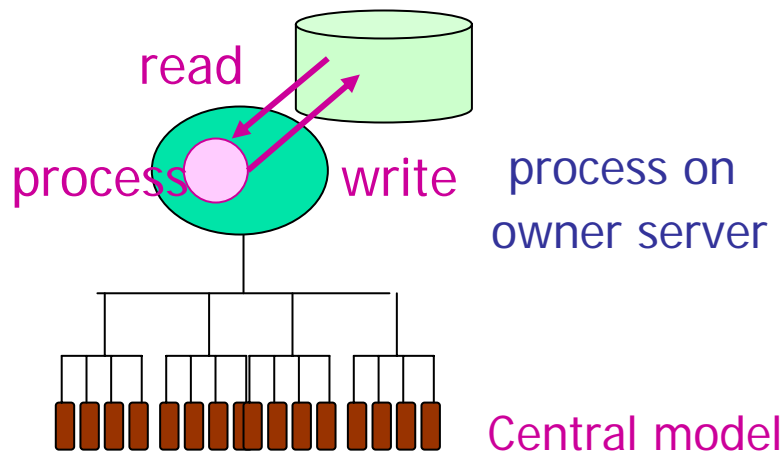 read
process
write
process on
owner server
Central model